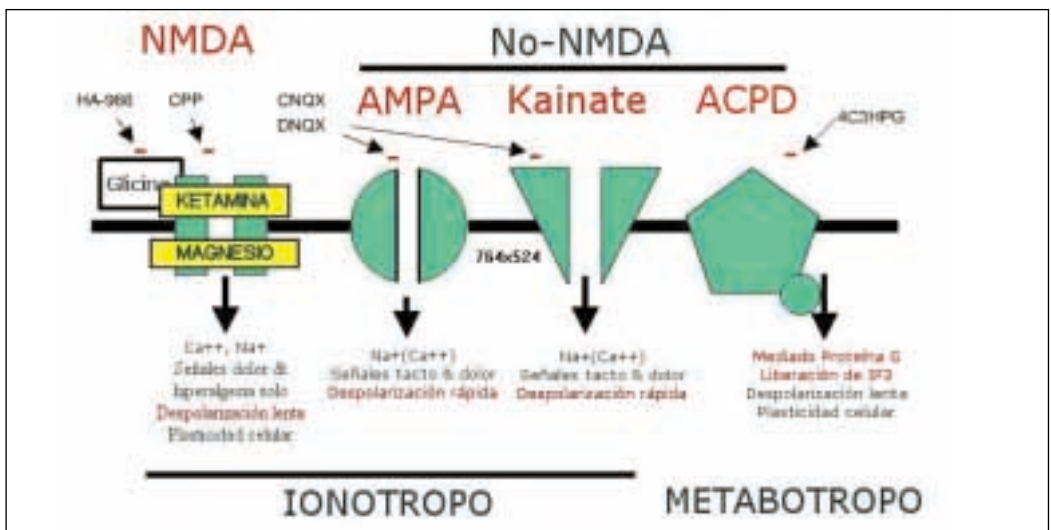 NMDA
No-NMDA
HA-966
CPP
CNQX
DNQX
AMPA
Kainate
ACPD
4C3HPG
Glicina
KETAMINA
MAGNESIO
764x524
Ca++, Na+
Señales dolor &
hiperalgesia solo
Despolarización lenta
Plasticidad celular
Na+(Ca++)
Señales tacto & dolor
Despolarización rápida
Na+(Ca++)
Señales tacto & dolor
Despolarización rápida
Mediado Proteína G
Liberación de IP3
Despolarización lenta
Plasticidad celular
IONOTROPO
METABOTROPO